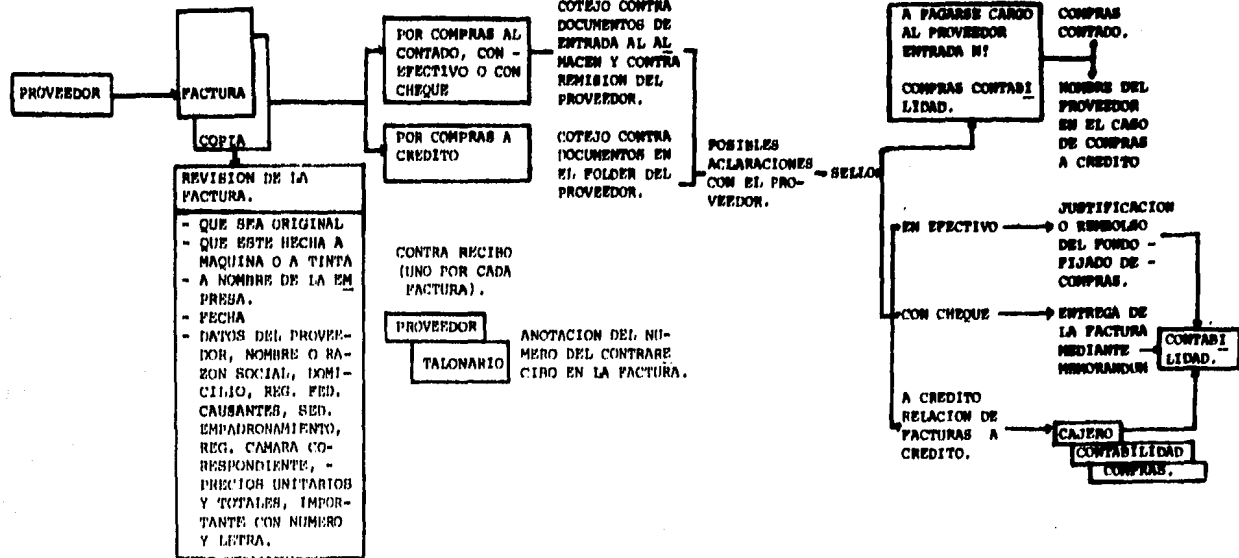 PROVEEDOR
FACTURA
COPIA
REVISION DE LA
FACTURA.
- QUE SEA ORIGINAL
- QUE ESTE HECHA A
MAQUINA O A TINTA
- A NOMBRE DE LA EM
PRESA.
- FECHA
- DATOS DEL PROVEE-
DOR, NOMBRE O RA-
ZON SOCIAL, DOMI-
CILIO, REG. FED.
CAUSANTES, SED.
EMPADRONAMIENTO,
REG. CAMARA CO-
RESPONDIENTE, -
PRECIOS UNITARIOS
Y TOTALES, IMPOR-
TANTE CON NUMERO
Y LETRA.
POR COMPRAS AL
CONTADO, CON -
EFECTIVO O CON
CHEQUE
POR COMPRAS A
CREDITO
COTEJO CONTRA
DOCUMENTOS DE
ENTRADA AL AL
MACEN Y CONTRA
REMISION DEL
PROVEEDOR.
COTEJO CONTRA
DOCUMENTOS EN
EL FOLDER DEL
PROVEEDOR.
CONTRA RECIBO
(UNO POR CADA
FACTURA).
PROVEEDOR
TALONARIO
ANOTACION DEL NU-
MERO DEL CONTRARE
CIBO EN LA FACTURA.
POSIBLES
ACLARACIONES
CON EL PRO-
VEEDOR.
SELLO
A PAGARSE CARGO
AL PROVEEDOR
ENTRADA Nº
COMPRAS CONTABI
LIDAD.
COMPRAS
CONTADO.
NOMBRE DEL
PROVEEDOR
EN EL CASO
DE COMPRAS
A CREDITO
EN EFECTIVO
JUSTIFICACION
O REMBOLSO
DEL FONDO -
FIJADO DE -
COMPRAS.
CON CHEQUE
ENTREGA DE
LA FACTURA
MEDIANTE
MEMORANDUM
CONTABI
LIDAD.
A CREDITO
RELACION DE
FACTURAS A
CREDITO.
CAJERO
CONTABILIDAD
COMPRAS.